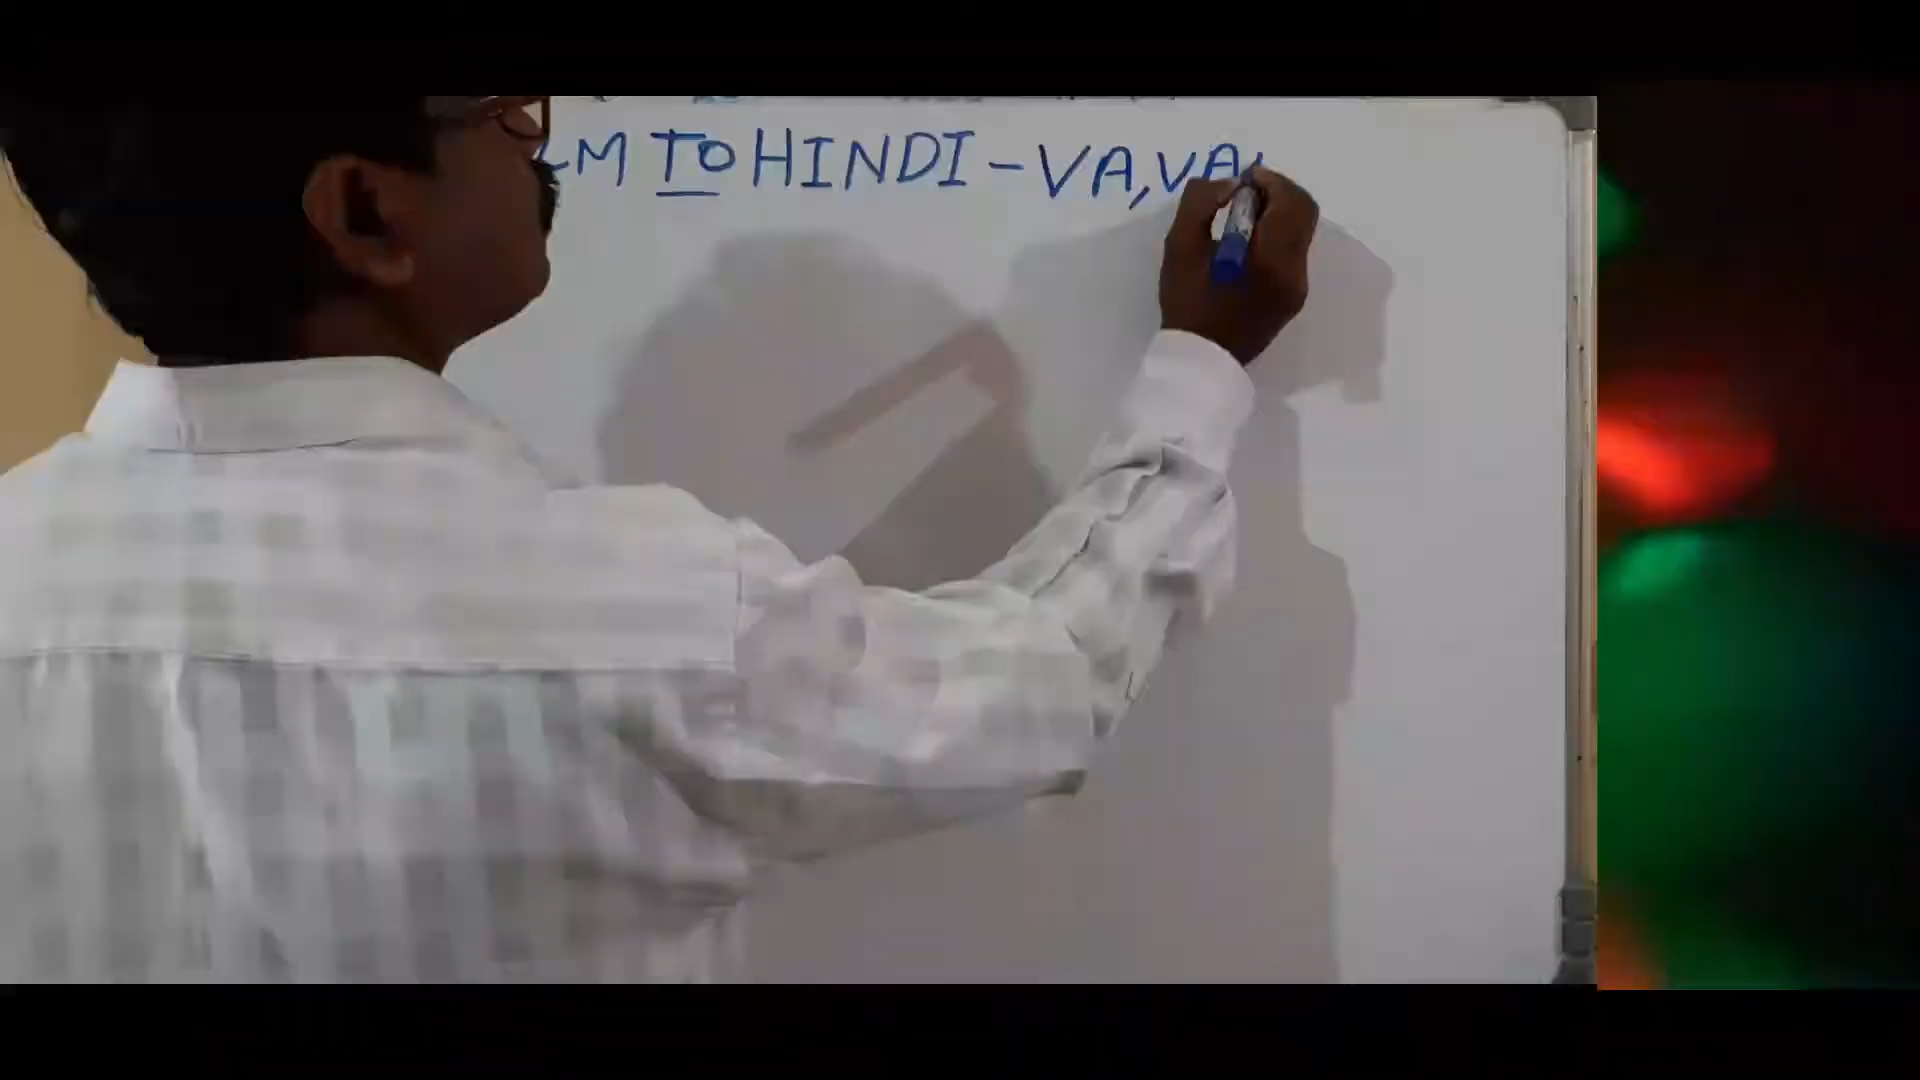 TO HINDI - VA, VA